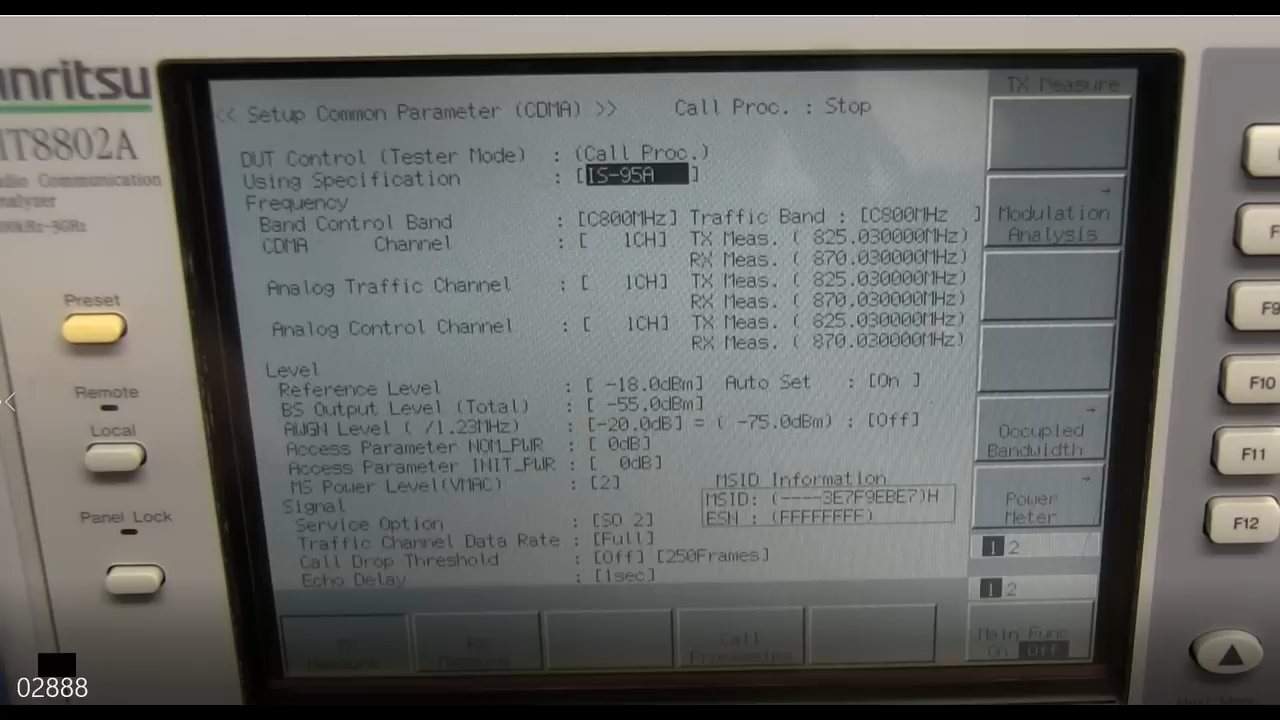 nritsu
T8802A
dio Communication
nalyzer
Preset
Remote
Local
Panel Lock
<< Setup Common Parameter (CDMA) >> Call Proc. : Stop
DUT Control (Tester Mode) : (Call Proc.)
Using Specification : [IS-95A ]
Frequency
Band Control Band : [C800MHz] Traffic Band : [C800MHz ]
CDMA Channel : [ 1CH] TX Meas. ( 825.030000MHz)
RX Meas. ( 870.030000MHz)
Analog Traffic Channel : [ 1CH] TX Meas. ( 825.030000MHz)
RX Meas. ( 870.030000MHz)
Analog Control Channel : [ 1CH] TX Meas. ( 825.030000MHz)
RX Meas. ( 870.030000MHz)
Level
Reference Level : [ -18.0dBm] Auto Set : [On ]
BS Output Level (Total) : [ -55.0dBm]
AWGN Level ( /1.23MHz) : [-20.0dB] = ( -75.0dBm) : [Off]
Access Parameter NOM_PWR : [ 0dB]
Access Parameter INIT_PWR : [ 0dB]
MS Power Level(VMAC) : [2]
MSID Information
MSID: (----3E7F9EBE7)H
ESN : (FFFFFFFF)
Signal
Service Option : [SO 2]
Traffic Channel Data Rate : [Full]
Call Drop Threshold : [Off] [250Frames]
Echo Delay : [1sec]
TX Measure
→
Modulation
Analysis
→
Occupied
Bandwidth
→
Power
Meter
1 2
1 2
Call
Processing
Main Func
On Off
F9
F10
F11
F12
02888